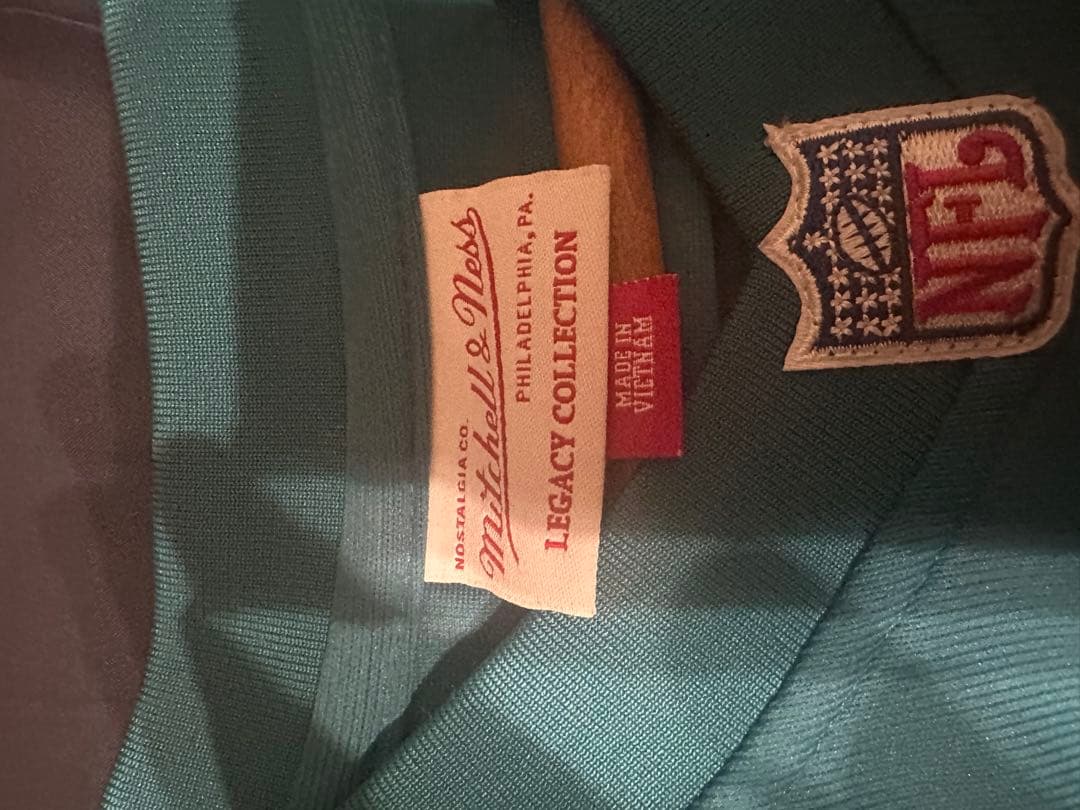 NOSTALGIA CO.
Mitchell & Ness
PHILADELPHIA, PA.
LEGACY COLLECTION
MADE IN
VIETNAM
NFL